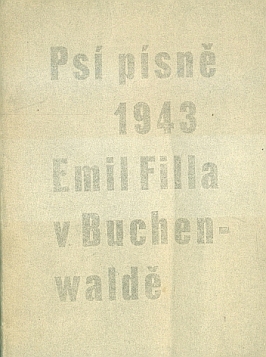 Psí písně
1943
Emil Filla
v Buchen-
waldě